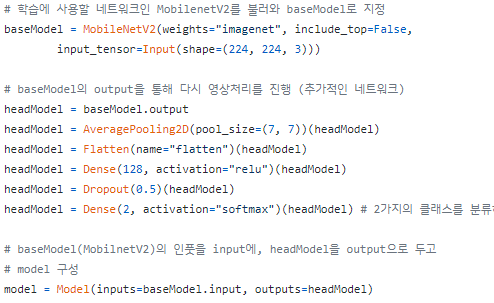 # 학습에 사용할 네트워크인 MobilenetV2를 불러와 baseModel로 지정
baseModel = MobileNetV2(weights="imagenet", include_top=False,
        input_tensor=Input(shape=(224, 224, 3)))
# baseModel의 output을 통해 다시 영상처리를 진행 (추가적인 네트워크)
headModel = baseModel.output
headModel = AveragePooling2D(pool_size=(7, 7))(headModel)
headModel = Flatten(name="flatten")(headModel)
headModel = Dense(128, activation="relu")(headModel)
headModel = Dropout(0.5)(headModel)
headModel = Dense(2, activation="softmax")(headModel) # 2가지의 클래스를
# baseModel(MobilnetV2)의 인풋을 input에, headModel을 output으로 두고
# model 구성
model = Model(inputs=baseModel.input, outputs=headModel)